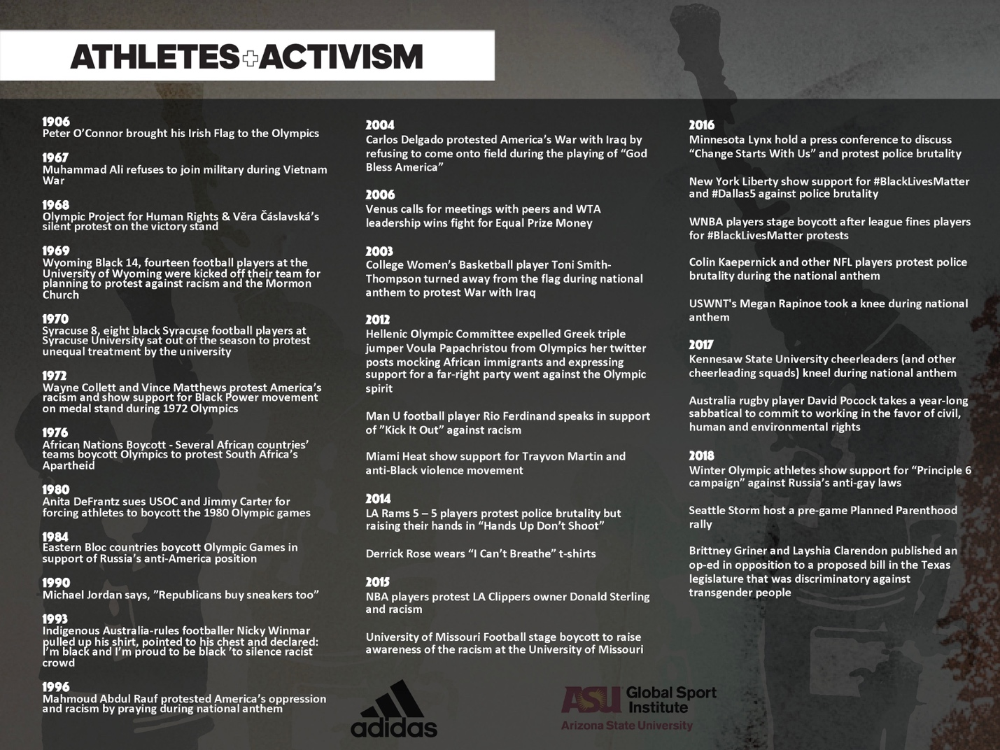 ATHLETES+ACTIVISM
1906
Peter O'Connor brought his Irish Flag to the Olympics
1967
Muhammad Ali refuses to join military during Vietnam
War
1968
Olympic Project for Human Rights & Věra Čáslavská's
silent protest on the victory stand
1969
Wyoming Black 14, fourteen football players at the
University of Wyoming were kicked off their team for
planning to protest against racism and the Mormon
Church
1970
Syracuse 8, eight black Syracuse football players at
Syracuse University sat out of the season to protest
unequal treatment by the university
1972
Wayne Collett and Vince Matthews protest America's
racism and show support for Black Power movement
on medal stand during 1972 Olympics
1976
African Nations Boycott - Several African countries'
teams boycott Olympics to protest South Africa's
Apartheid
1980
Anita DeFrantz sues USOC and Jimmy Carter for
forcing athletes to boycott the 1980 Olympic games
1984
Eastern Bloc countries boycott Olympic Games in
support of Russia's anti-America position
1990
Michael Jordan says, "Republicans buy sneakers too"
1993
Indigenous Australia-rules footballer Nicky Winmar
pulled up his shirt, pointed to his chest and declared:
I'm black and I'm proud to be black 'to silence racist
crowd
1996
Mahmoud Abdul Rauf protested America's oppression
and racism by praying during national anthem
2004
Carlos Delgado protested America's War with Iraq by
refusing to come onto field during the playing of "God
Bless America"
2006
Venus calls for meetings with peers and WTA
leadership wins fight for Equal Prize Money
2003
College Women's Basketball player Toni Smith-
Thompson turned away from the flag during national
anthem to protest War with Iraq
2012
Hellenic Olympic Committee expelled Greek triple
jumper Voula Papachristou from Olympics her twitter
posts mocking African immigrants and expressing
support for a far-right party went against the Olympic
spirit
Man U football player Rio Ferdinand speaks in support
of "Kick It Out" against racism
Miami Heat show support for Trayvon Martin and
anti-Black violence movement
2014
LA Rams 5 – 5 players protest police brutality but
raising their hands in "Hands Up Don't Shoot"
Derrick Rose wears "I Can't Breathe" t-shirts
2015
NBA players protest LA Clippers owner Donald Sterling
and racism
University of Missouri Football stage boycott to raise
awareness of the racism at the University of Missouri
2016
Minnesota Lynx hold a press conference to discuss
"Change Starts With Us" and protest police brutality
New York Liberty show support for #BlackLivesMatter
and #Dallas5 against police brutality
WNBA players stage boycott after league fines players
for #BlackLivesMatter protests
Colin Kaepernick and other NFL players protest police
brutality during the national anthem
USWNT's Megan Rapinoe took a knee during national
anthem
2017
Kennesaw State University cheerleaders (and other
cheerleading squads) kneel during national anthem
Australia rugby player David Pocock takes a year-long
sabbatical to commit to working in the favor of civil,
human and environmental rights
2018
Winter Olympic athletes show support for "Principle 6
campaign" against Russia's anti-gay laws
Seattle Storm host a pre-game Planned Parenthood
rally
Brittney Griner and Layshia Clarendon published an
op-ed in opposition to a proposed bill in the Texas
legislature that was discriminatory against
transgender people
adidas
ASU Global Sport
Institute
Arizona State University